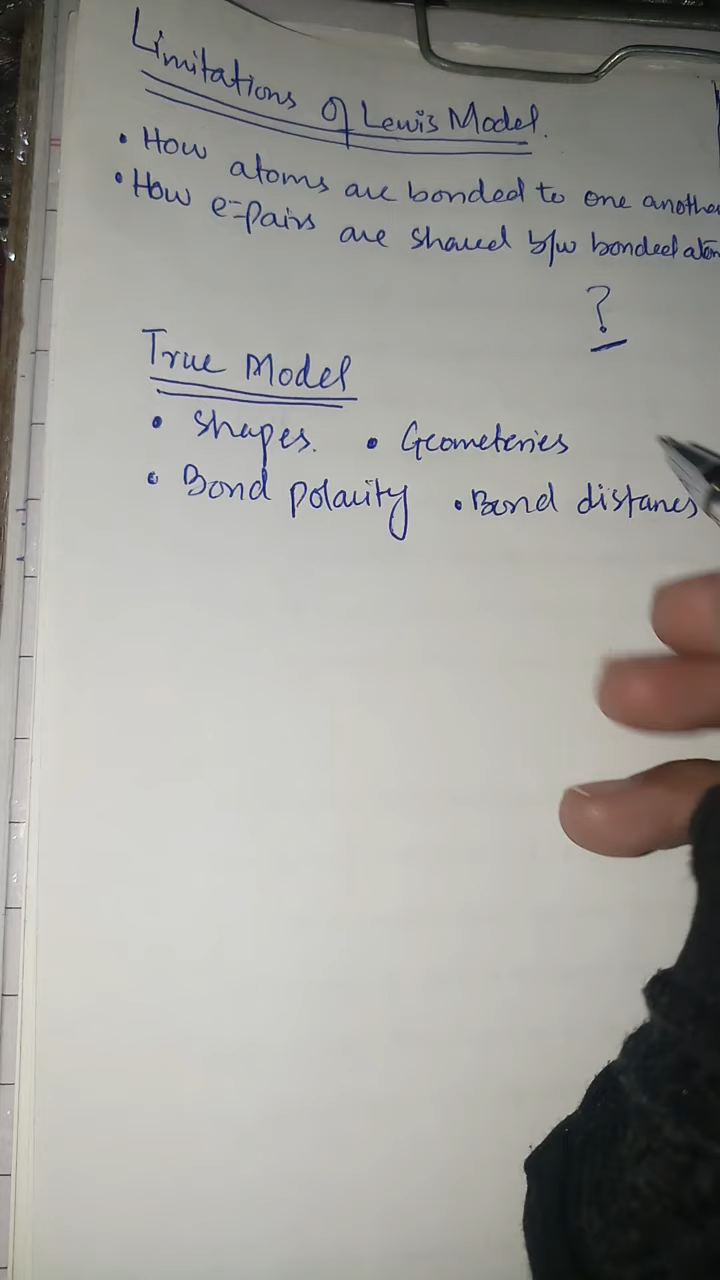 Limitations of Lewis Model.
• How atoms are bonded to one another
• How e-pairs are shared b/w bonded atom
?
True Model
• Shapes. • Geometeries
• Bond polarity • Bond distances